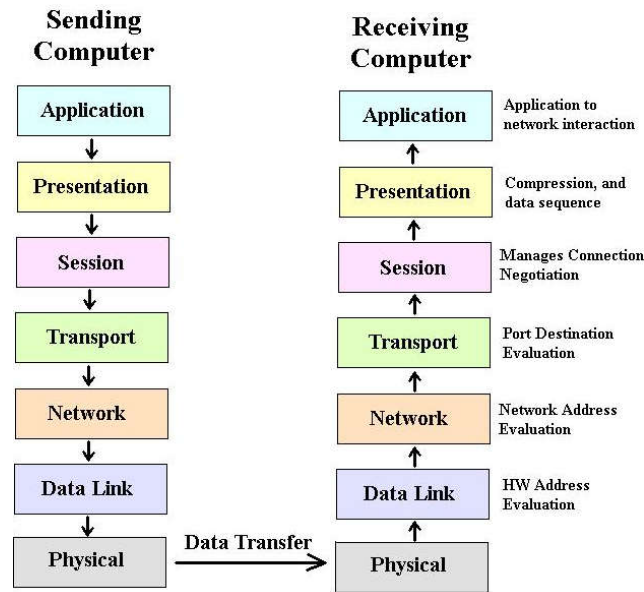 Sending
Computer
Application
Presentation
Session
Transport
Network
Data Link
Physical
Data Transfer
Receiving
Computer
Application
Presentation
Session
Transport
Network
Data Link
Physical
Application to
network interaction
Compression, and
data sequence
Manages Connection
Negotiation
Port Destination
Evaluation
Network Address
Evaluation
HW Address
Evaluation